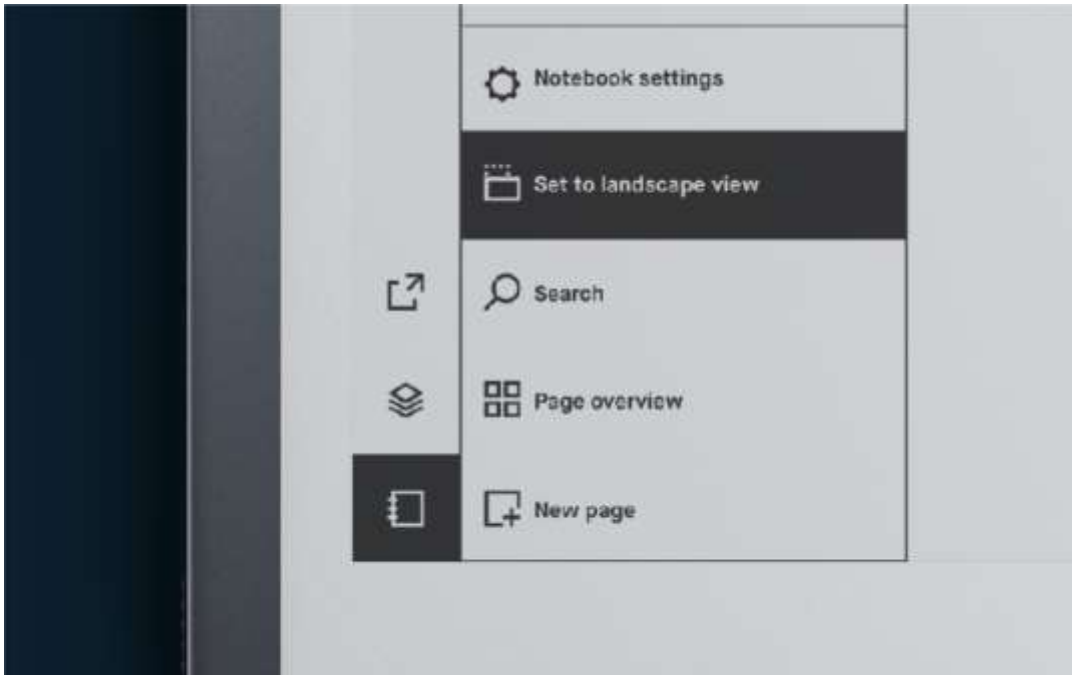 Notebook settings
Set to landscape view
Search
Page overview
New page